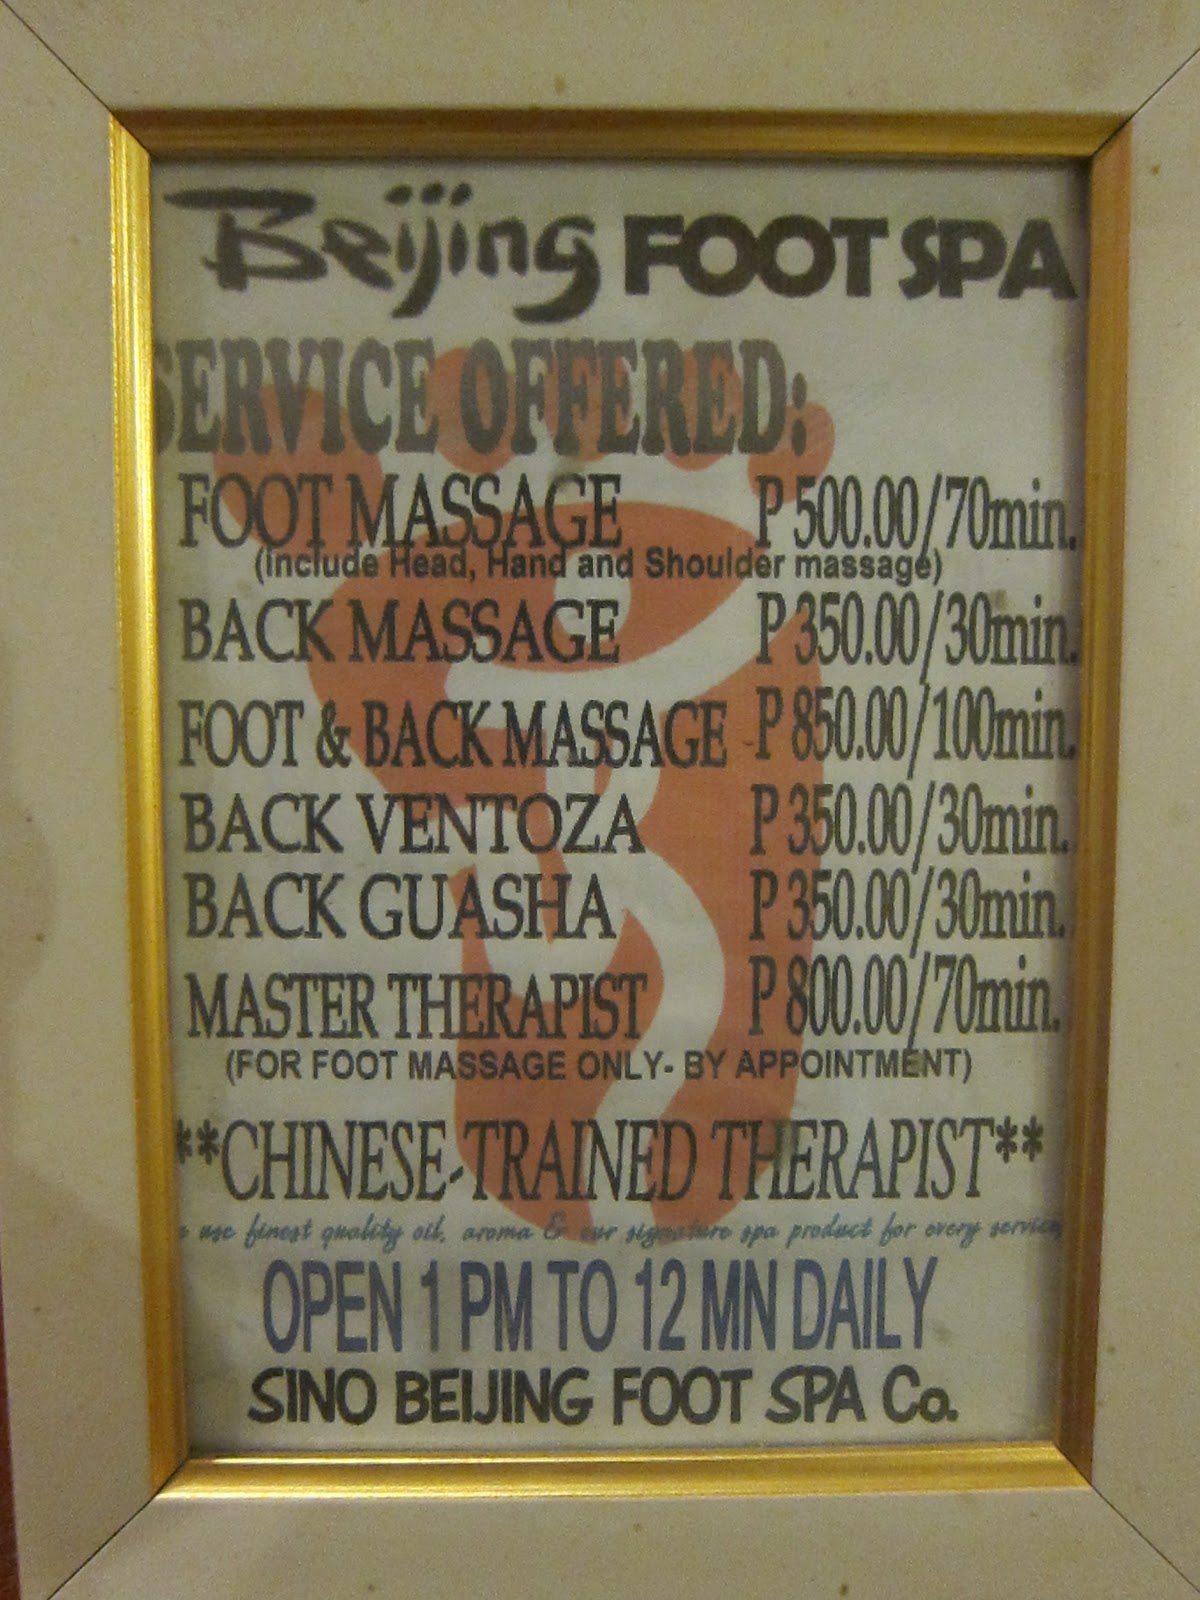 Beijing FOOT SPA
SERVICE OFFERED:
FOOT MASSAGE P 500.00/70min.
(include Head, Hand and Shoulder massage)
BACK MASSAGE P 350.00/30min.
FOOT & BACK MASSAGE P 850.00/100min.
BACK VENTOZA P 350.00/30min.
BACK GUASHA P 350.00/30min.
MASTER THERAPIST P 800.00/70min.
(FOR FOOT MASSAGE ONLY- BY APPOINTMENT)
**CHINESE-TRAINED THERAPIST**
use finest quality oil, aroma & our signature spa product for every service
OPEN 1 PM TO 12 MN DAILY
SINO BEIJING FOOT SPA Co.